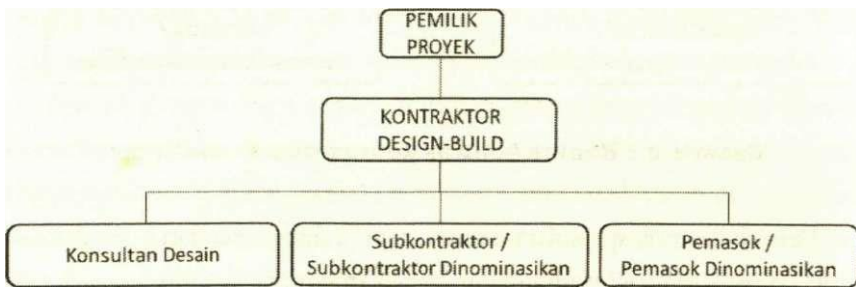 PEMILIK
PROYEK
KONTRAKTOR
DESIGN-BUILD
Konsultan Desain
Subkontraktor /
Subkontraktor Dinominasikan
Pemasok /
Pemasok Dinominasikan